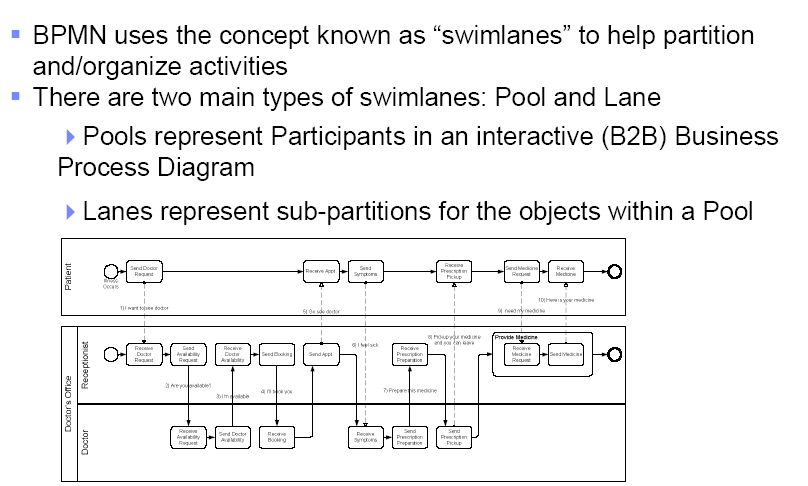 BPMN uses the concept known as “swimlanes” to help partition
and/organize activities
There are two main types of swimlanes: Pool and Lane
Pools represent Participants in an interactive (B2B) Business
Process Diagram
Lanes represent sub-partitions for the objects within a Pool
Patient
Illness
Occurs
Send Doctor
Request
Receive Appt.
Send
Symptoms
Receive
Prescription
Pickup
Send Medicine
Request
Receive
Medicine
1) I want to see doctor
5) Go see doctor
6) I feel sick
8) Pickup your medicine
and you can leave
9) need my medicine
10) Here is your medicine
Doctor's Office
Receptionist
Receive
Doctor
Request
Send
Availability
Request
Receive
Doctor
Availability
Send Booking
Send Appt.
Receive
Prescription
Preparation
Provide Medicine
Receive
Medicine
Request
Send Medicine
2) Are you available?
3) I'm available
4) I'll book you
7) Prepare this medicine
Doctor
Receive
Availability
Request
Send Doctor
Availability
Receive
Booking
Receive
Symptoms
Send
Prescription
Preparation
Send
Prescription
Pickup